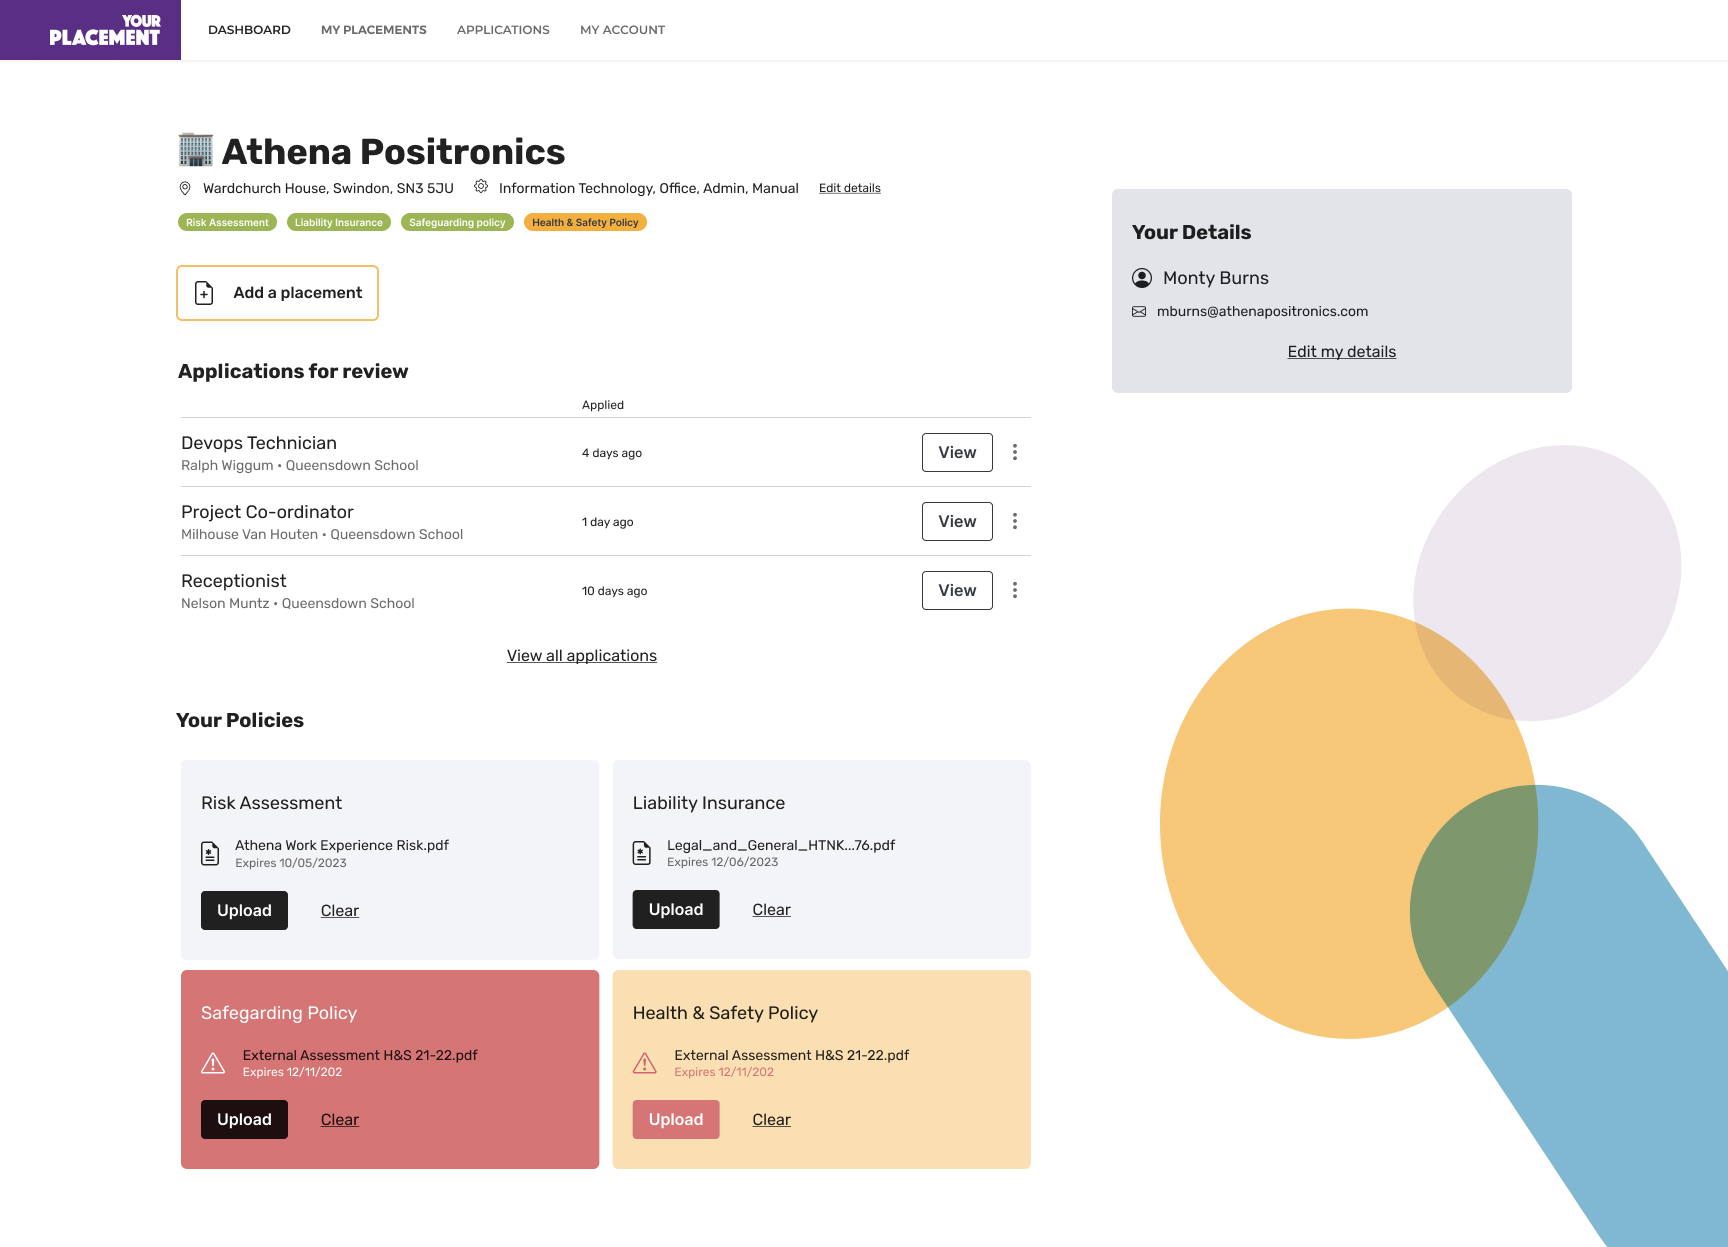 YOUR
PLACEMENT
DASHBOARD
MY PLACEMENTS
APPLICATIONS
MY ACCOUNT
Athena Positronics
Wardchurch House, Swindon, SN3 5JU
Information Technology, Office, Admin, Manual
Edit details
Risk Assessment
Liability Insurance
Safeguarding policy
Health & Safety Policy
Add a placement
Your Details
Monty Burns
mburns@athenapositronics.com
Edit my details
Applications for review
Applied
Devops Technician
Ralph Wiggum • Queensdown School
4 days ago
View
Project Co-ordinator
Milhouse Van Houten • Queensdown School
1 day ago
View
Receptionist
Nelson Muntz • Queensdown School
10 days ago
View
View all applications
Your Policies
Risk Assessment
Athena Work Experience Risk.pdf
Expires 10/05/2023
Upload
Clear
Liability Insurance
Legal_and_General_HTNK...76.pdf
Expires 12/06/2023
Upload
Clear
Safegarding Policy
External Assessment H&S 21-22.pdf
Expires 12/11/202
Upload
Clear
Health & Safety Policy
External Assessment H&S 21-22.pdf
Expires 12/11/202
Upload
Clear